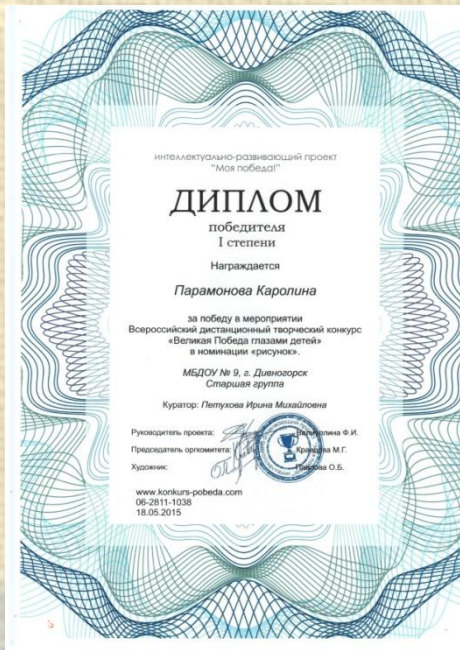 интеллектуально-развивающий проект
"Моя победа!"
ДИПЛОМ
победителя
I степени
Награждается
Парамонова Каролина
за победу в мероприятии
Всероссийский дистанционный творческий конкурс
«Великая Победа глазами детей»
в номинации «рисунок».
МБДОУ № 9, г. Дивногорск
Старшая группа
Куратор: Петухова Ирина Михайловна
Руководитель проекта: Ф.И.
Председатель оргкомитета: М.Г.
Художник: Павлова О.Б.
www.konkurs-pobeda.com
06-2811-1038
18.05.2015